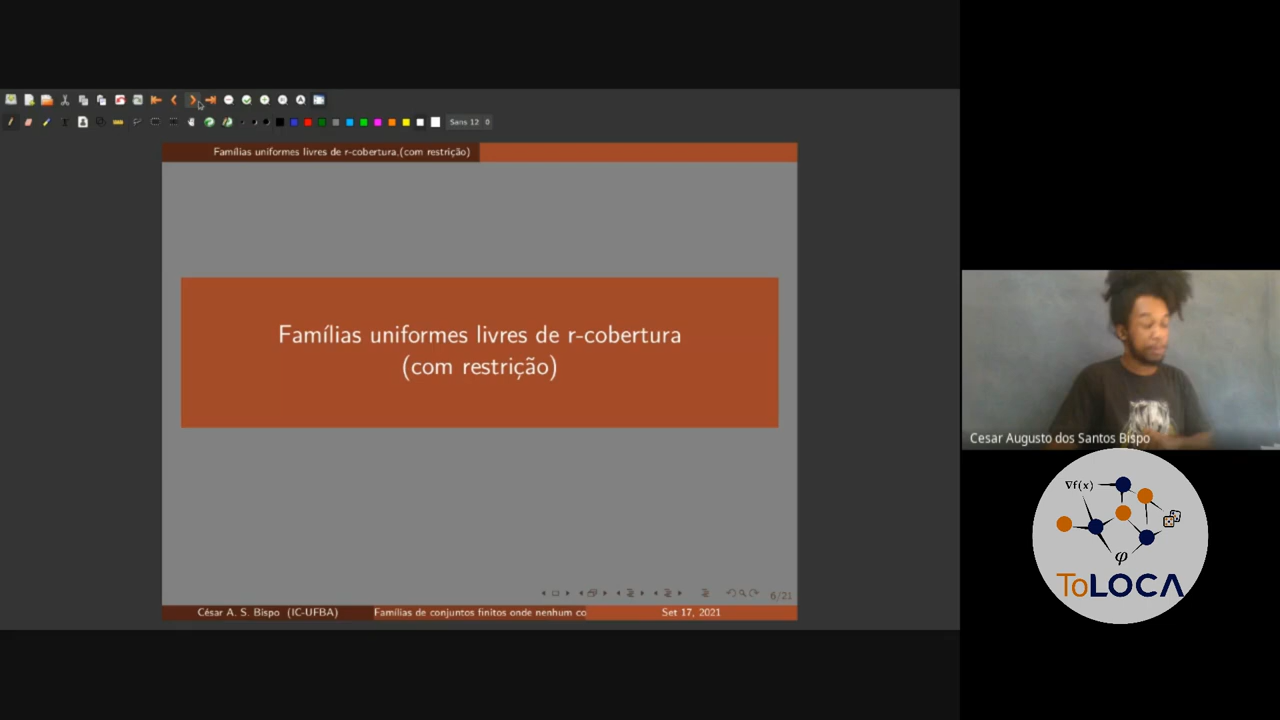 Sans 12
Famílias uniformes livres de r-cobertura,(com restrição)
Famílias uniformes livres de r-cobertura
(com restrição)
6/21
César A. S. Bispo (IC-UFBA)
Famílias de conjuntos finitos onde nenhum co
Set 17, 2021
Cesar Augusto dos Santos Bispo
∇f(x)
φ
ToLOCA